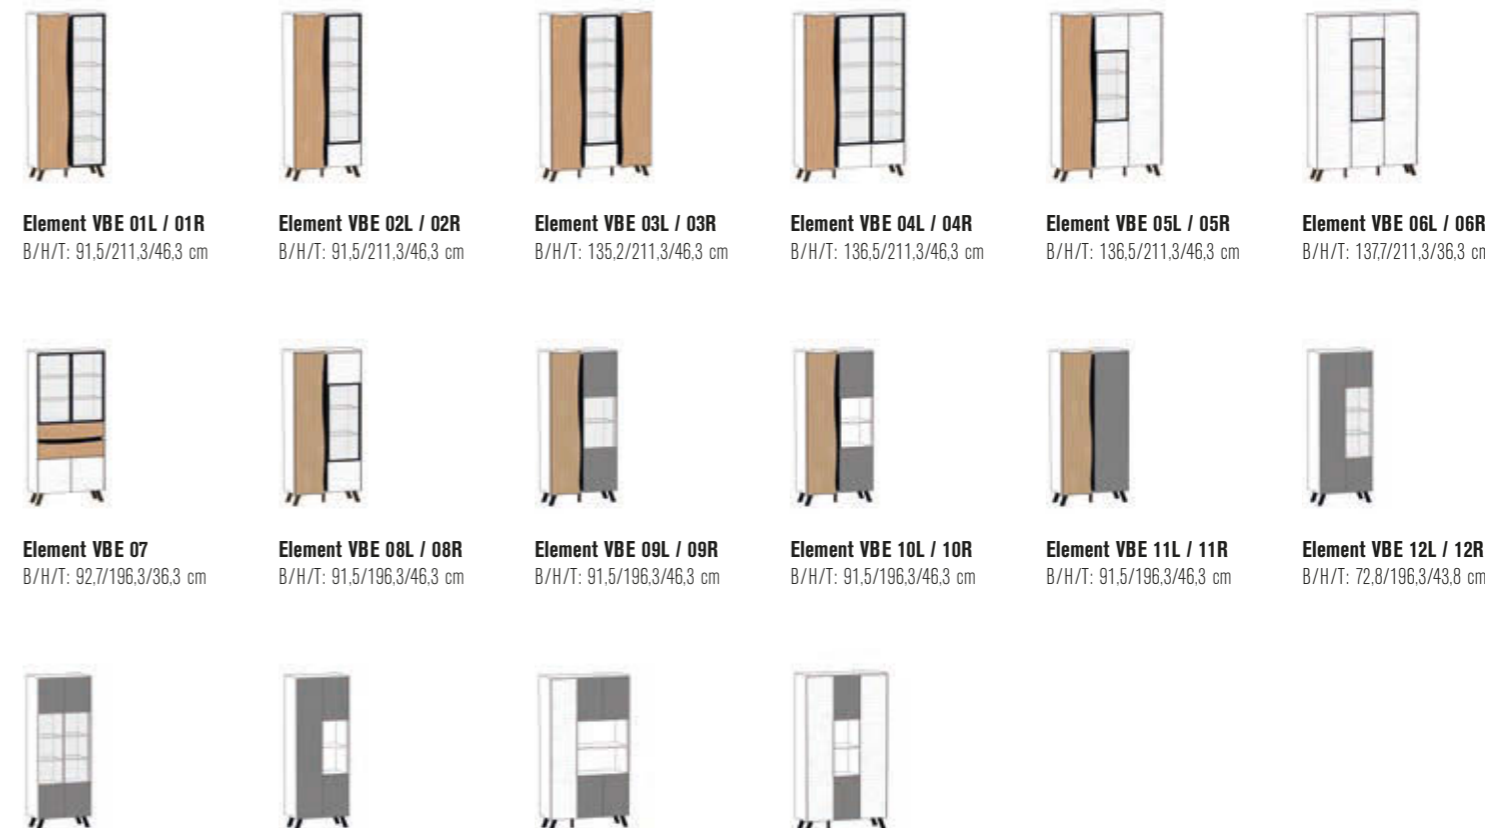 Element VBE 01L / 01R
B/H/T: 91,5/211,3/46,3 cm
Element VBE 02L / 02R
B/H/T: 91,5/211,3/46,3 cm
Element VBE 03L / 03R
B/H/T: 135,2/211,3/46,3 cm
Element VBE 04L / 04R
B/H/T: 136,5/211,3/46,3 cm
Element VBE 05L / 05R
B/H/T: 136,5/211,3/46,3 cm
Element VBE 06L / 06R
B/H/T: 137,7/211,3/36,3 cm
Element VBE 07
B/H/T: 92,7/196,3/36,3 cm
Element VBE 08L / 08R
B/H/T: 91,5/196,3/46,3 cm
Element VBE 09L / 09R
B/H/T: 91,5/196,3/46,3 cm
Element VBE 10L / 10R
B/H/T: 91,5/196,3/46,3 cm
Element VBE 11L / 11R
B/H/T: 91,5/196,3/46,3 cm
Element VBE 12L / 12R
B/H/T: 72,8/196,3/43,8 cm